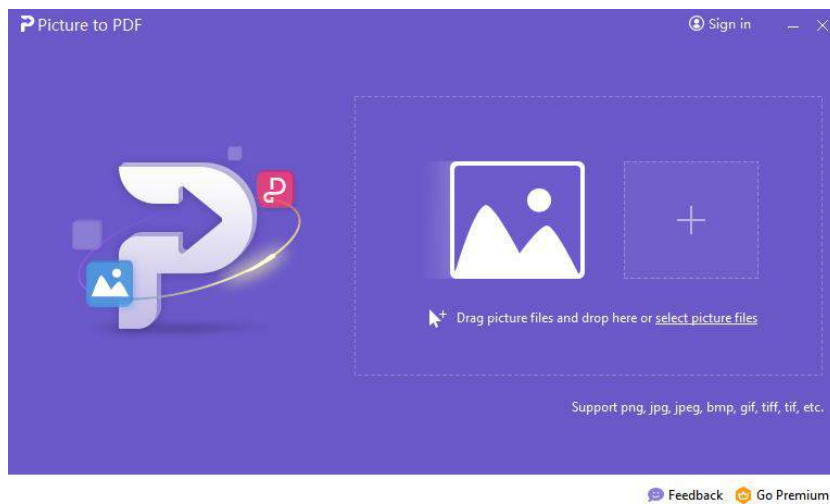 Picture to PDF
Sign in
Drag picture files and drop here or select picture files
Support png, jpg, jpeg, bmp, gif, tiff, tif, etc.
Feedback
Go Premium